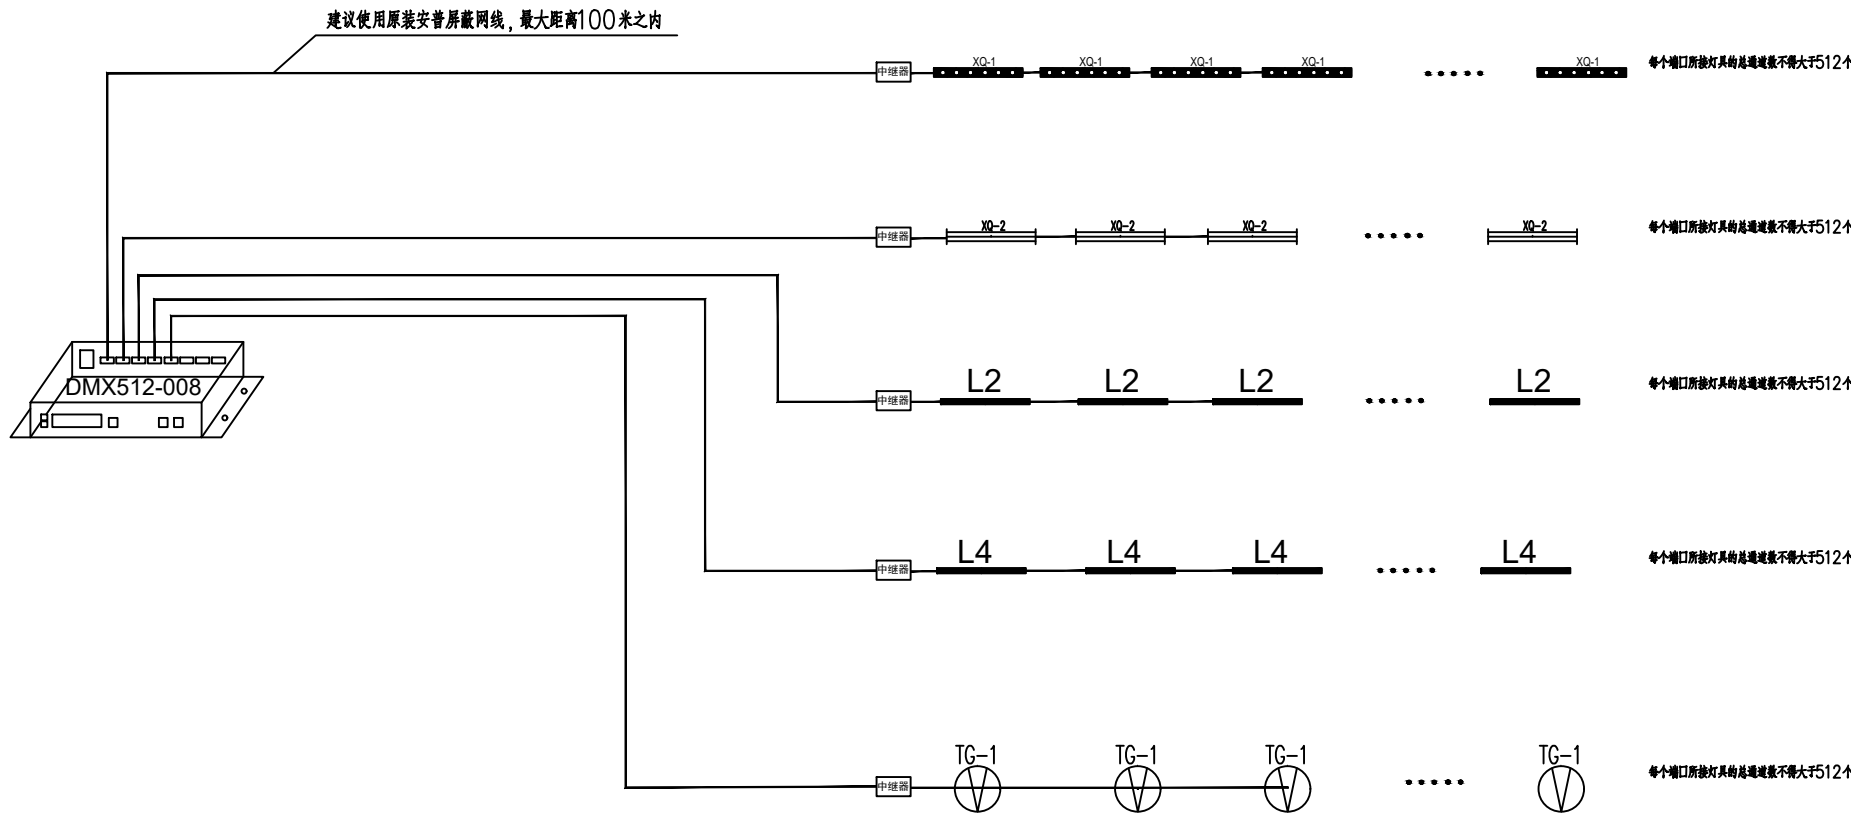 建议使用原装安普屏蔽网线，最大距离100米之内
中继器 XQ-1 XQ-1 XQ-1 XQ-1 XQ-1 每个端口所接灯具的总通道数不得大于512个
中继器 XQ-2 XQ-2 XQ-2 XQ-2 每个端口所接灯具的总通道数不得大于512个
DMX512-008
中继器 L2 L2 L2 L2 每个端口所接灯具的总通道数不得大于512个
中继器 L4 L4 L4 L4 每个端口所接灯具的总通道数不得大于512个
中继器 TG-1 TG-1 TG-1 TG-1 每个端口所接灯具的总通道数不得大于512个